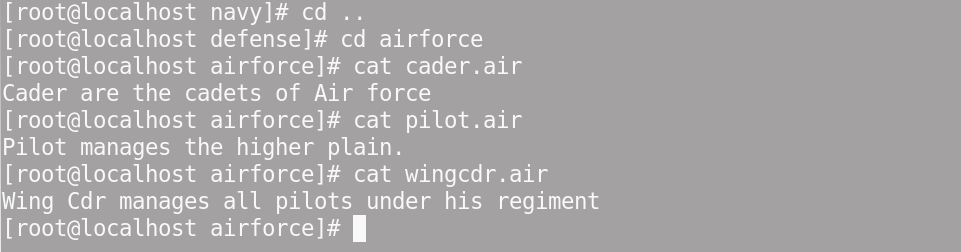 [root@localhost navy]# cd ..
[root@localhost defense]# cd airforce
[root@localhost airforce]# cat cader.air
Cader are the cadets of Air force
[root@localhost airforce]# cat pilot.air
Pilot manages the higher plain.
[root@localhost airforce]# cat wingcdr.air
Wing Cdr manages all pilots under his regiment
[root@localhost airforce]#